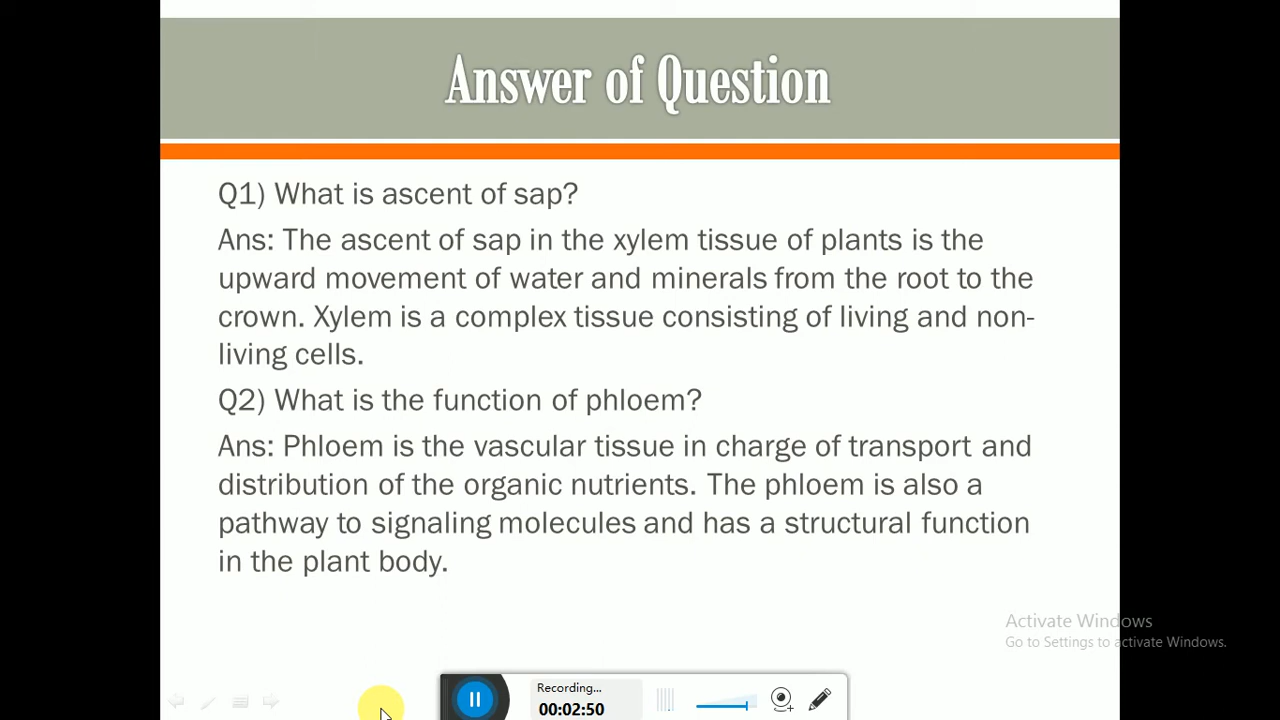 Answer of Question
Q1) What is ascent of sap?
Ans: The ascent of sap in the xylem tissue of plants is the
upward movement of water and minerals from the root to the
crown. Xylem is a complex tissue consisting of living and non-
living cells.
Q2) What is the function of phloem?
Ans: Phloem is the vascular tissue in charge of transport and
distribution of the organic nutrients. The phloem is also a
pathway to signaling molecules and has a structural function
in the plant body.
Activate Windows
Go to Settings to activate Windows.
Recording...
00:02:50